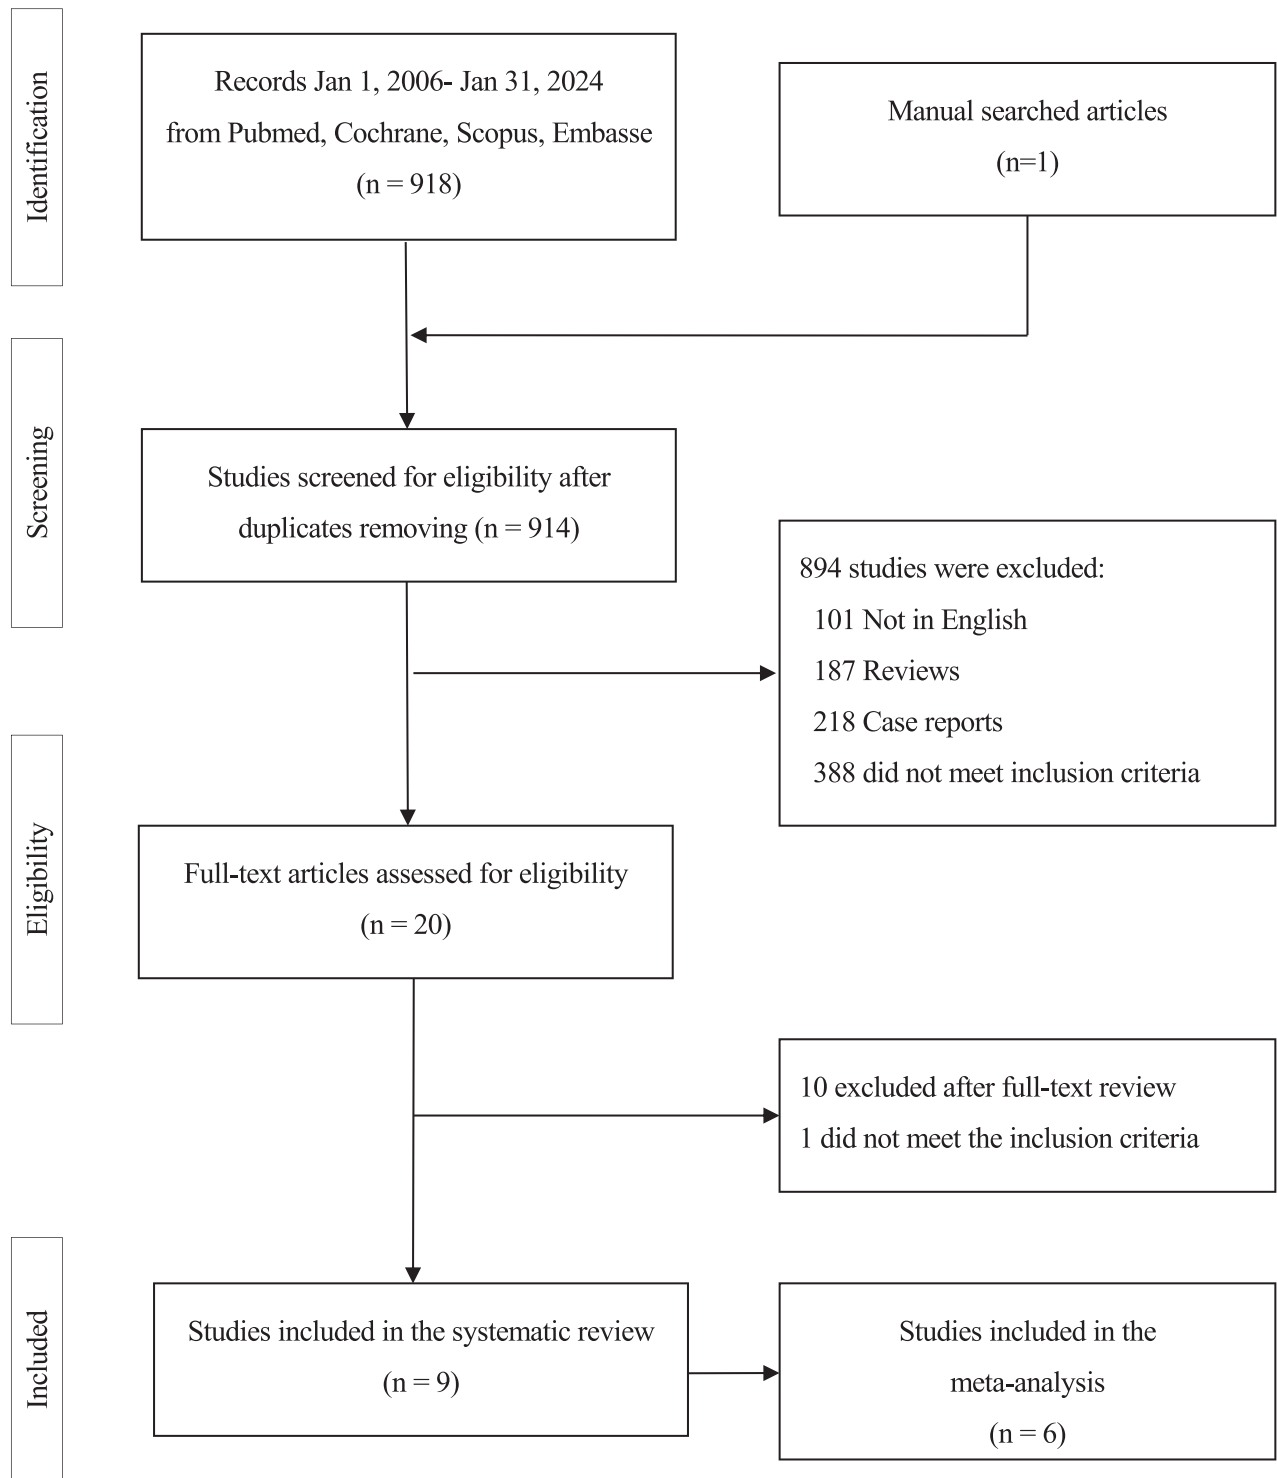 Identification
Records Jan 1, 2006- Jan 31, 2024
from Pubmed, Cochrane, Scopus, Embasse
(n = 918)
Manual searched articles
(n=1)
Screening
Studies screened for eligibility after
duplicates removing (n = 914)
894 studies were excluded:
101 Not in English
187 Reviews
218 Case reports
388 did not meet inclusion criteria
Eligibility
Full-text articles assessed for eligibility
(n = 20)
10 excluded after full-text review
1 did not meet the inclusion criteria
Included
Studies included in the systematic review
(n = 9)
Studies included in the
meta-analysis
(n = 6)